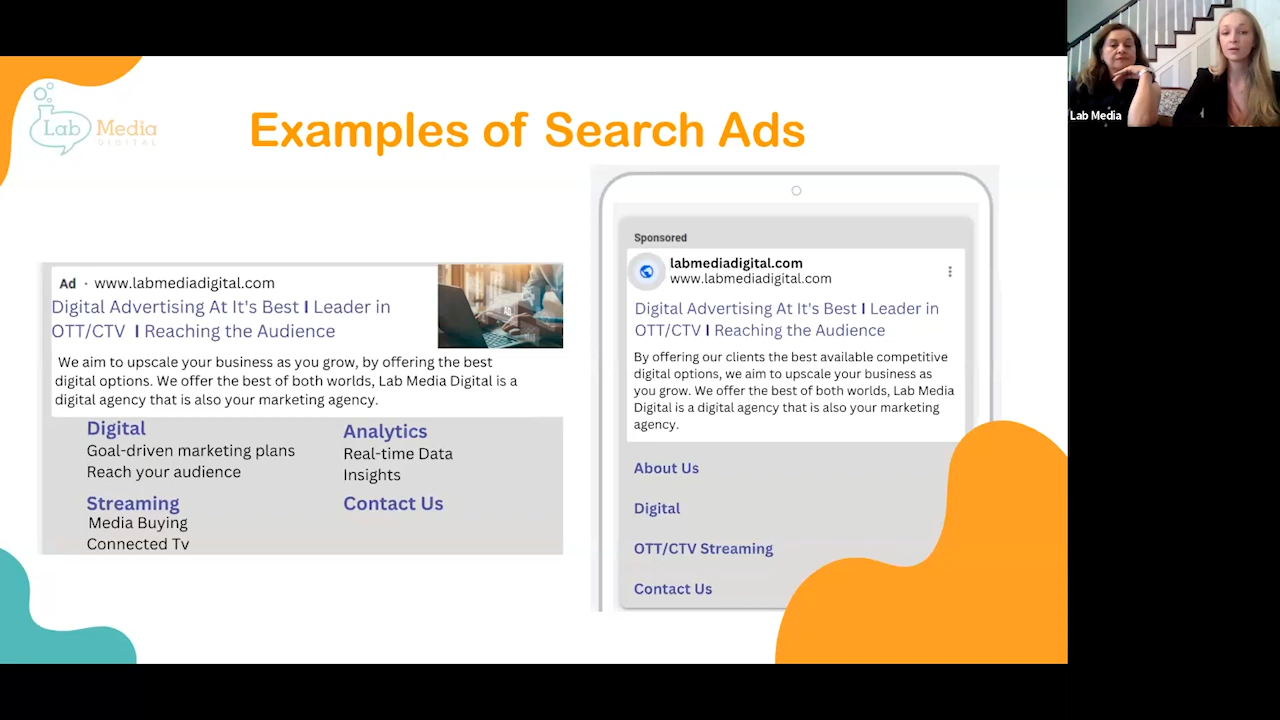 Lab Media
DIGITAL
Examples of Search Ads
Ad · www.labmediadigital.com
Digital Advertising At It's Best I Leader in
OTT/CTV I Reaching the Audience
We aim to upscale your business as you grow, by offering the best
digital options. We offer the best of both worlds, Lab Media Digital is a
digital agency that is also your marketing agency.
Digital
Goal-driven marketing plans
Reach your audience
Streaming
Media Buying
Connected Tv
Analytics
Real-time Data
Insights
Contact Us
Sponsored
labmediadigital.com
www.labmediadigital.com
Digital Advertising At It's Best I Leader in
OTT/CTV I Reaching the Audience
By offering our clients the best available competitive
digital options, we aim to upscale your business as
you grow. We offer the best of both worlds, Lab Media
Digital is a digital agency that is also your marketing
agency.
About Us
Digital
OTT/CTV Streaming
Contact Us
Lab Media